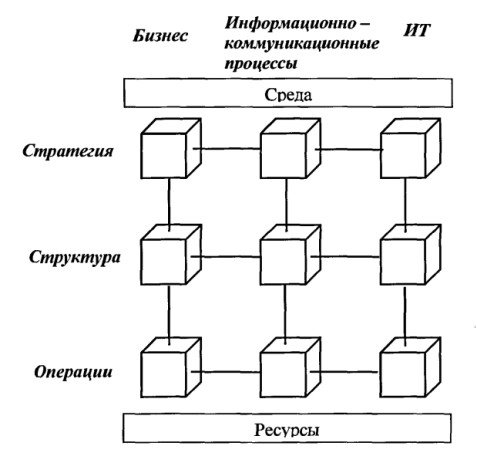 Бизнес
Информационно –
коммуникационные
процессы
ИТ
Среда
Стратегия
Структура
Операции
Ресурсы